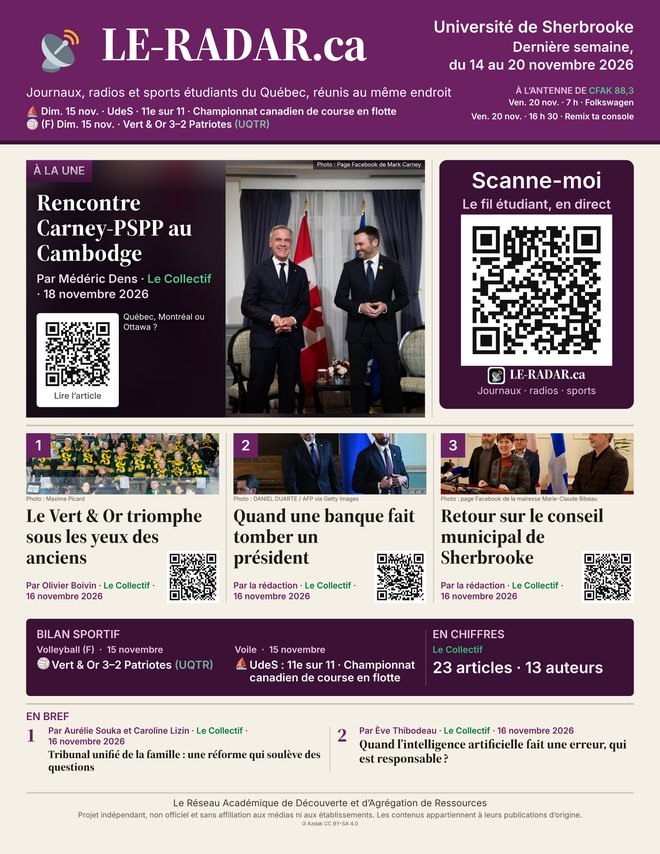 LE-RADAR.ca
Université de Sherbrooke
Dernière semaine,
du 14 au 20 novembre 2026
Journaux, radios et sports étudiants du Québec, réunis au même endroit
Dim. 15 nov. · UdeS · 11e sur 11 · Championnat canadien de course en flotte
(F) Dim. 15 nov. · Vert & Or 3–2 Patriotes (UQTR)
À L'ANTENNE DE CFAK 88,3
Ven. 20 nov. · 7 h · Folkswagen
Ven. 20 nov. · 16 h 30 · Remix ta console
À LA UNE
Photo : Page Facebook de Mark Carney
Rencontre
Carney-PSPP au
Cambodge
Par Médéric Dens · Le Collectif
· 18 novembre 2026
Québec, Montréal ou
Ottawa ?
Lire l'article
Scanne-moi
Le fil étudiant, en direct
LE-RADAR.ca
Journaux · radios · sports
1
Photo : Maxime Picard
Le Vert & Or triomphe
sous les yeux des
anciens
Par Olivier Boivin · Le Collectif ·
16 novembre 2026
2
Photo : DANIEL DUARTE / AFP via Getty Images
Quand une banque fait
tomber un
président
Par la rédaction · Le Collectif ·
16 novembre 2026
3
Photo : page Facebook de la mairesse Marie-Claude Bibeau
Retour sur le conseil
municipal de
Sherbrooke
Par la rédaction · Le Collectif ·
16 novembre 2026
BILAN SPORTIF
Volleyball (F) · 15 novembre
Vert & Or 3–2 Patriotes (UQTR)
Voile · 15 novembre
UdeS : 11e sur 11 · Championnat
canadien de course en flotte
EN CHIFFRES
Le Collectif
23 articles · 13 auteurs
EN BREF
1
Par Aurélie Souka et Caroline Lizin · Le Collectif ·
16 novembre 2026
Tribunal unifié de la famille : une réforme qui soulève des
questions
2
Par Ève Thibodeau · Le Collectif · 16 novembre 2026
Quand l'intelligence artificielle fait une erreur, qui
est responsable ?
Le Réseau Académique de Découverte et d'Agrégation de Ressources
Projet indépendant, non officiel et sans affiliation aux médias ni aux établissements. Les contenus appartiennent à leurs publications d'origine.
Azdak CC BY-SA 4.0